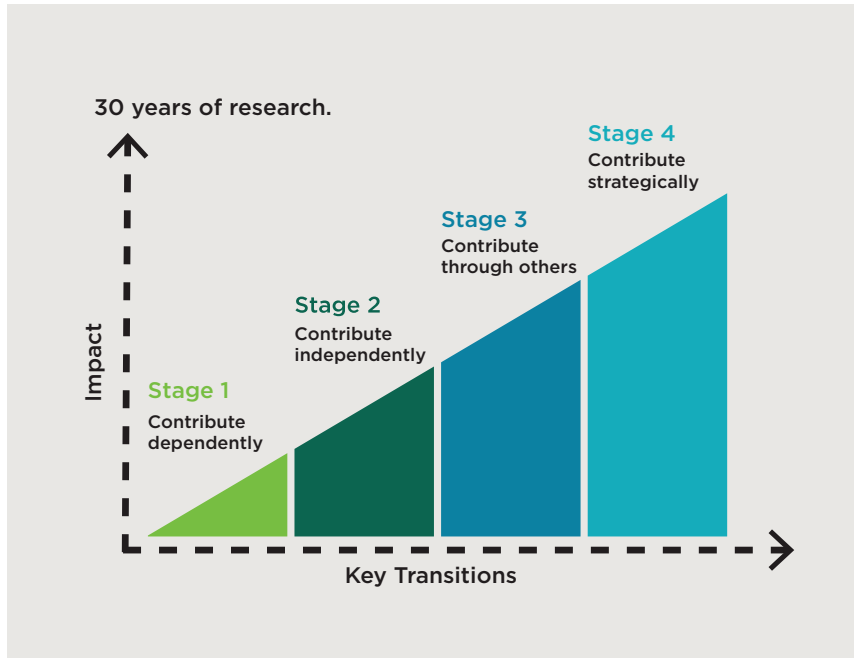 30 years of research.
Stage 4
Contribute
strategically
Stage 3
Contribute
through others
Stage 2
Contribute
independently
Stage 1
Contribute
dependently
Impact
Key Transitions